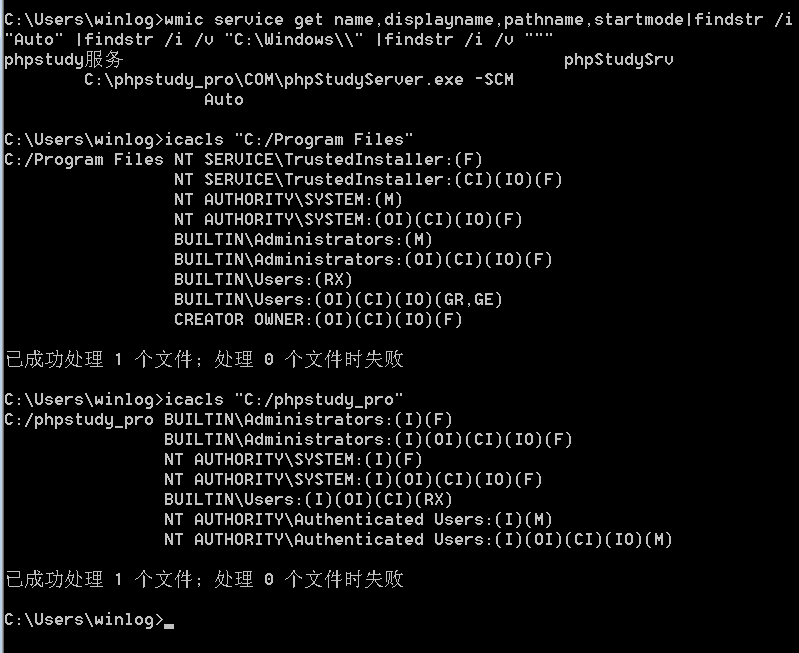 C:\Users\winlog>wmic service get name,displayname,pathname,startmode|findstr /i
"Auto" |findstr /i /v "C:\Windows\\" |findstr /i /v """
phpstudy服务 phpStudySrv
C:\phpstudy_pro\COM\phpStudyServer.exe -SCM
Auto
C:\Users\winlog>icacls "C:/Program Files"
C:/Program Files NT SERVICE\TrustedInstaller:(F)
NT SERVICE\TrustedInstaller:(CI)(IO)(F)
NT AUTHORITY\SYSTEM:(M)
NT AUTHORITY\SYSTEM:(OI)(CI)(IO)(F)
BUILTIN\Administrators:(M)
BUILTIN\Administrators:(OI)(CI)(IO)(F)
BUILTIN\Users:(RX)
BUILTIN\Users:(OI)(CI)(IO)(GR,GE)
CREATOR OWNER:(OI)(CI)(IO)(F)
已成功处理 1 个文件; 处理 0 个文件时失败
C:\Users\winlog>icacls "C:/phpstudy_pro"
C:/phpstudy_pro BUILTIN\Administrators:(I)(F)
BUILTIN\Administrators:(I)(OI)(CI)(IO)(F)
NT AUTHORITY\SYSTEM:(I)(F)
NT AUTHORITY\SYSTEM:(I)(OI)(CI)(IO)(F)
BUILTIN\Users:(I)(OI)(CI)(RX)
NT AUTHORITY\Authenticated Users:(I)(M)
NT AUTHORITY\Authenticated Users:(I)(OI)(CI)(IO)(M)
已成功处理 1 个文件; 处理 0 个文件时失败
C:\Users\winlog>